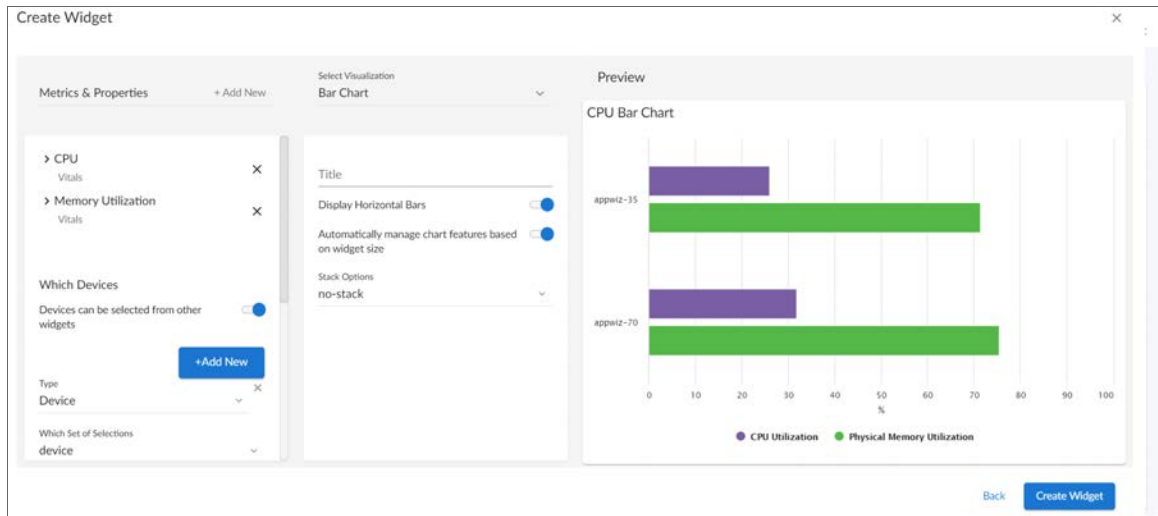 Create Widget
Metrics & Properties
+ Add New
CPU
Vitals
Memory Utilization
Vitals
Which Devices
Devices can be selected from other
widgets
+Add New
Type
Device
Which Set of Selections
device
Select Visualization
Bar Chart
Title
Display Horizontal Bars
Automatically manage chart features based
on widget size
Stack Options
no-stack
Preview
CPU Bar Chart
appwiz-35
appwiz-70
0 10 20 30 40 50 60 70 80 90 100
%
CPU Utilization Physical Memory Utilization
Back
Create Widget